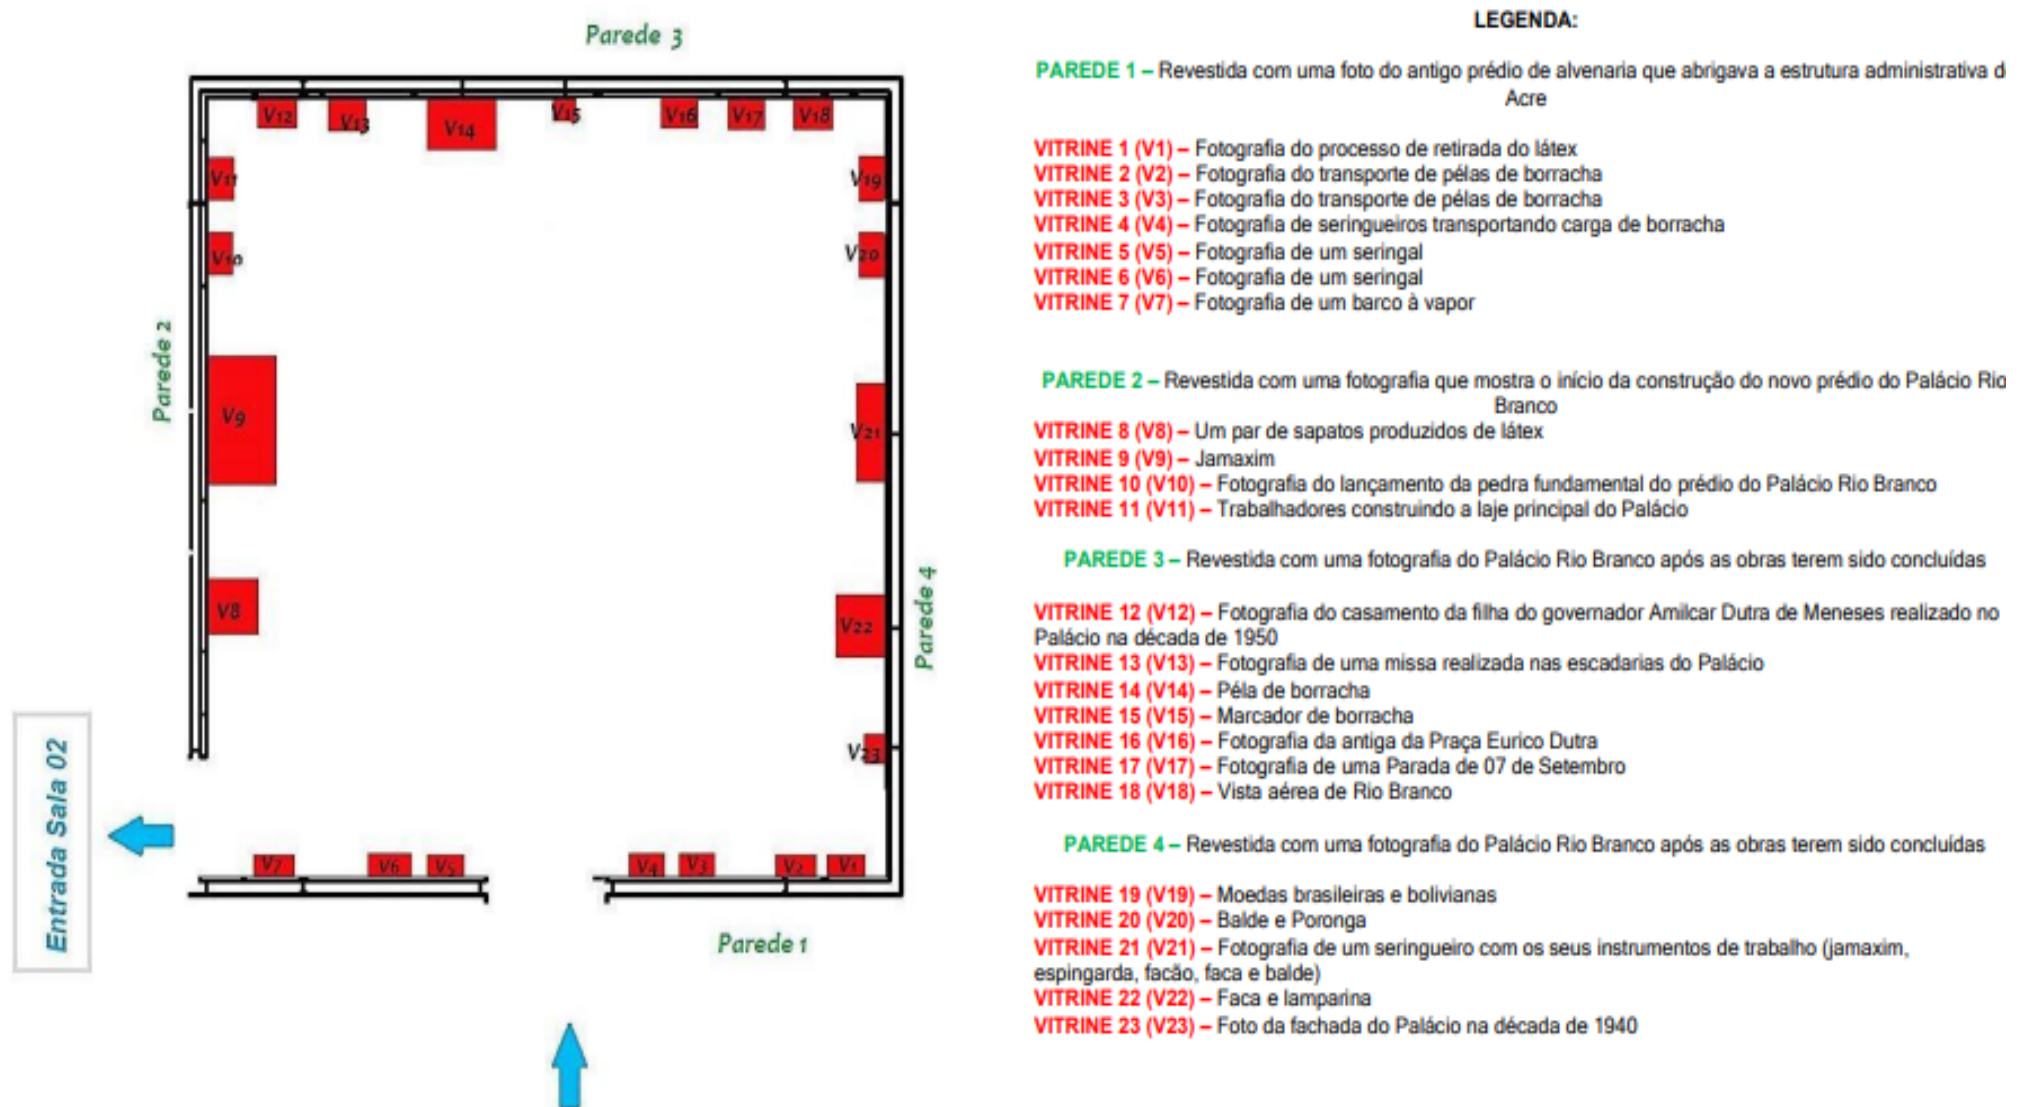 Parede 3
V12
V13
V14
V15
V16
V17
V18
V11
V19
V10
V20
Parede 2
V9
V21
V8
V22
Parede 4
V23
Entrada Sala 02
V7
V6
V5
V4
V3
V2
V1
Parede 1
LEGENDA:
PAREDE 1 – Revestida com uma foto do antigo prédio de alvenaria que abrigava a estrutura administrativa d
Acre
VITRINE 1 (V1) – Fotografia do processo de retirada do látex
VITRINE 2 (V2) – Fotografia do transporte de pélas de borracha
VITRINE 3 (V3) – Fotografia do transporte de pélas de borracha
VITRINE 4 (V4) – Fotografia de seringueiros transportando carga de borracha
VITRINE 5 (V5) – Fotografia de um seringal
VITRINE 6 (V6) – Fotografia de um seringal
VITRINE 7 (V7) – Fotografia de um barco à vapor
PAREDE 2 – Revestida com uma fotografia que mostra o início da construção do novo prédio do Palácio Rio
Branco
VITRINE 8 (V8) – Um par de sapatos produzidos de látex
VITRINE 9 (V9) – Jamaxim
VITRINE 10 (V10) – Fotografia do lançamento da pedra fundamental do prédio do Palácio Rio Branco
VITRINE 11 (V11) – Trabalhadores construindo a laje principal do Palácio
PAREDE 3 – Revestida com uma fotografia do Palácio Rio Branco após as obras terem sido concluídas
VITRINE 12 (V12) – Fotografia do casamento da filha do governador Amilcar Dutra de Meneses realizado no
Palácio na década de 1950
VITRINE 13 (V13) – Fotografia de uma missa realizada nas escadarias do Palácio
VITRINE 14 (V14) – Péla de borracha
VITRINE 15 (V15) – Marcador de borracha
VITRINE 16 (V16) – Fotografia da antiga da Praça Eurico Dutra
VITRINE 17 (V17) – Fotografia de uma Parada de 07 de Setembro
VITRINE 18 (V18) – Vista aérea de Rio Branco
PAREDE 4 – Revestida com uma fotografia do Palácio Rio Branco após as obras terem sido concluídas
VITRINE 19 (V19) – Moedas brasileiras e bolivianas
VITRINE 20 (V20) – Balde e Poronga
VITRINE 21 (V21) – Fotografia de um seringueiro com os seus instrumentos de trabalho (jamaxim,
espingarda, facão, faca e balde)
VITRINE 22 (V22) – Faca e lamparina
VITRINE 23 (V23) – Foto da fachada do Palácio na década de 1940